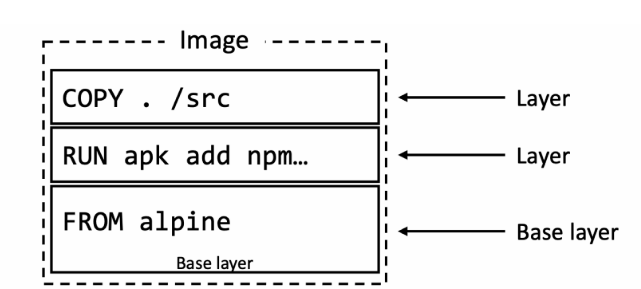 Image
COPY . /src
Layer
RUN apk add npm…
Layer
FROM alpine
Base layer
Base layer